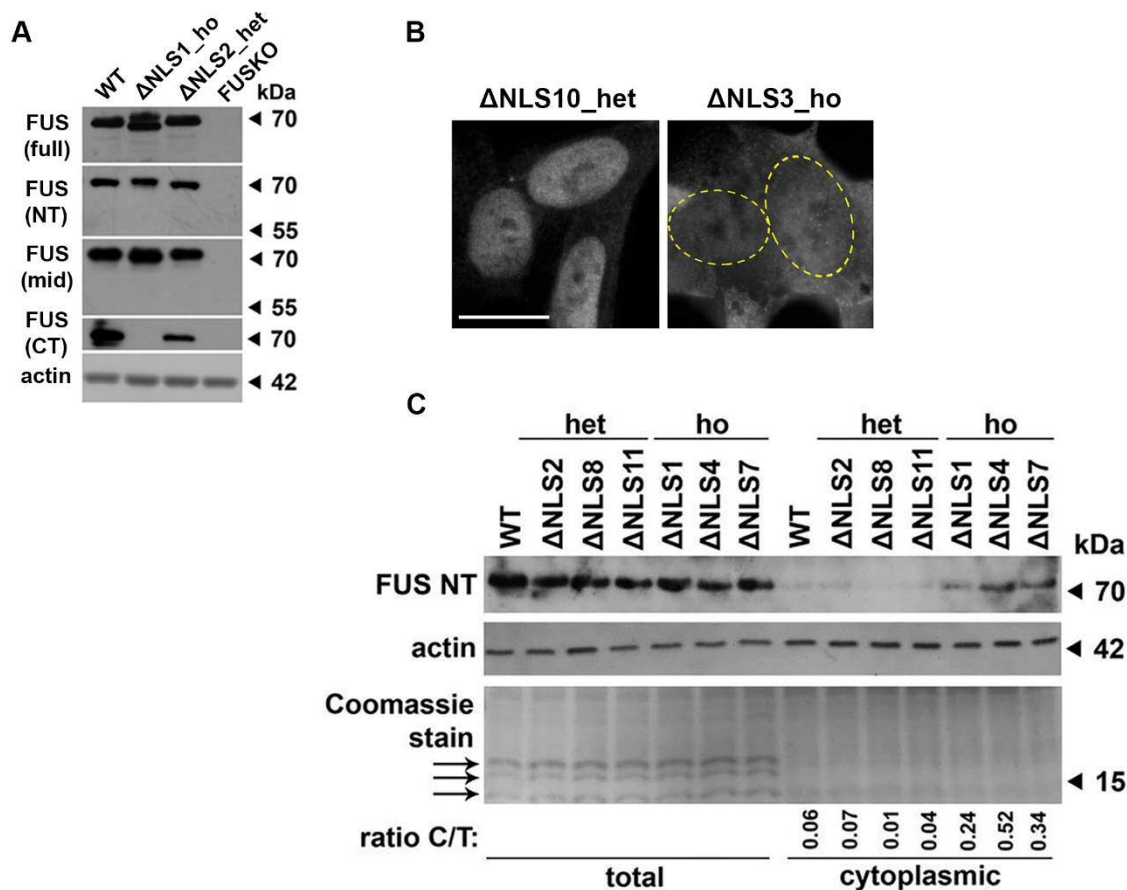 A
WT
ΔNLS1_ho
ΔNLS2_het
FUSKO
kDa
FUS
(full)
◄ 70
FUS
(NT)
◄ 70
◄ 55
FUS
(mid)
◄ 70
◄ 55
FUS
(CT)
◄ 70
actin
◄ 42
B
ΔNLS10_het
ΔNLS3_ho
C
het ho het ho
WT ΔNLS2 ΔNLS8 ΔNLS11 ΔNLS1 ΔNLS4 ΔNLS7 WT ΔNLS2 ΔNLS8 ΔNLS11 ΔNLS1 ΔNLS4 ΔNLS7
kDa
FUS NT
◄ 70
actin
◄ 42
Coomassie
stain
◄ 15
ratio C/T: 0.06 0.07 0.01 0.04 0.24 0.52 0.34
total cytoplasmic